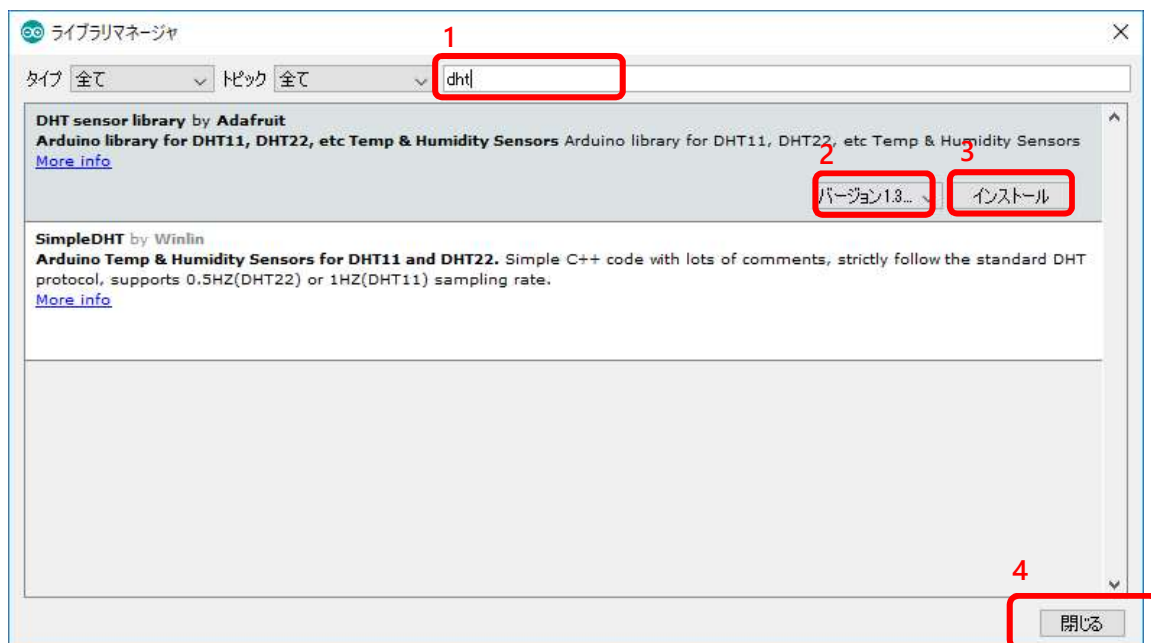 ライブラリマネージャ
1
タイプ 全て トピック 全て dht
DHT sensor library by Adafruit
Arduino library for DHT11, DHT22, etc Temp & Humidity Sensors Arduino library for DHT11, DHT22, etc Temp & Humidity Sensors
More info
2 3
バージョン1.3... インストール
SimpleDHT by Winlin
Arduino Temp & Humidity Sensors for DHT11 and DHT22. Simple C++ code with lots of comments, strictly follow the standard DHT
protocol, supports 0.5HZ(DHT22) or 1HZ(DHT11) sampling rate.
More info
4
閉じる